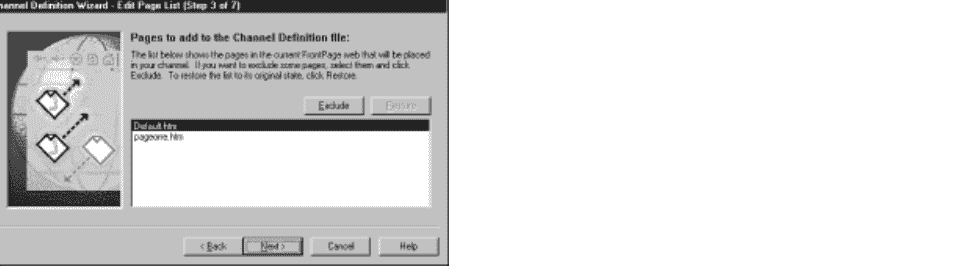 hannel Definition Wizard - Edit Page List (Step 3 of 7)
Pages to add to the Channel Definition file:
The list below shows the pages in the current FrontPage web that will be placed
in your channel. If you want to exclude some pages, select them and click
Exclude. To restore the list to its original state, click Restore.
Exclude Restore
Default.htm
pageone.htm
< Back Next > Cancel Help